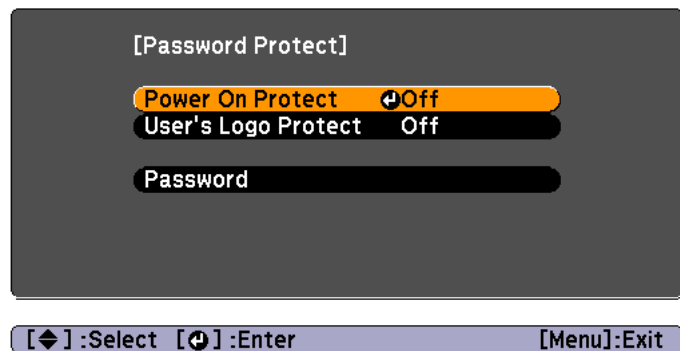 [Password Protect]
Power On Protect Off
User's Logo Protect Off
Password
[◆]:Select [↵]:Enter [Menu]:Exit